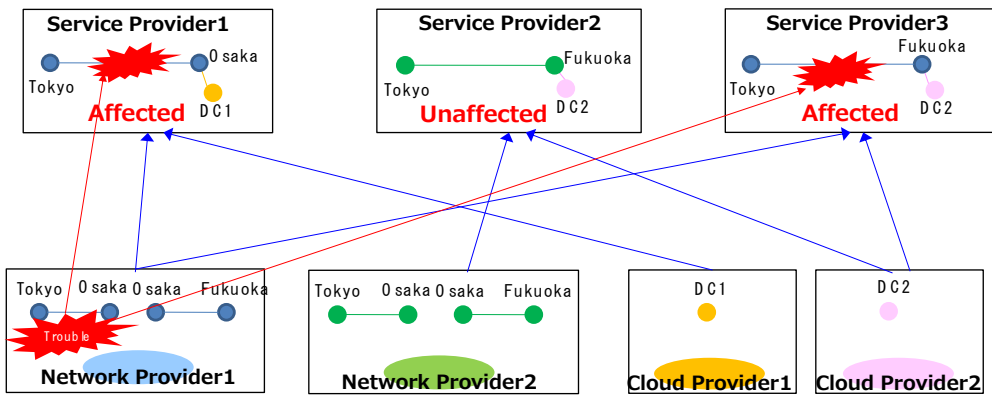 Service Provider1
Osaka
Tokyo
DC1
Affected
Service Provider2
Fukuoka
Tokyo
DC2
Unaffected
Service Provider3
Fukuoka
Tokyo
DC2
Affected
Tokyo Osaka Osaka Fukuoka
Trouble
Network Provider1
Tokyo Osaka Osaka Fukuoka
Network Provider2
DC1
Cloud Provider1
DC2
Cloud Provider2